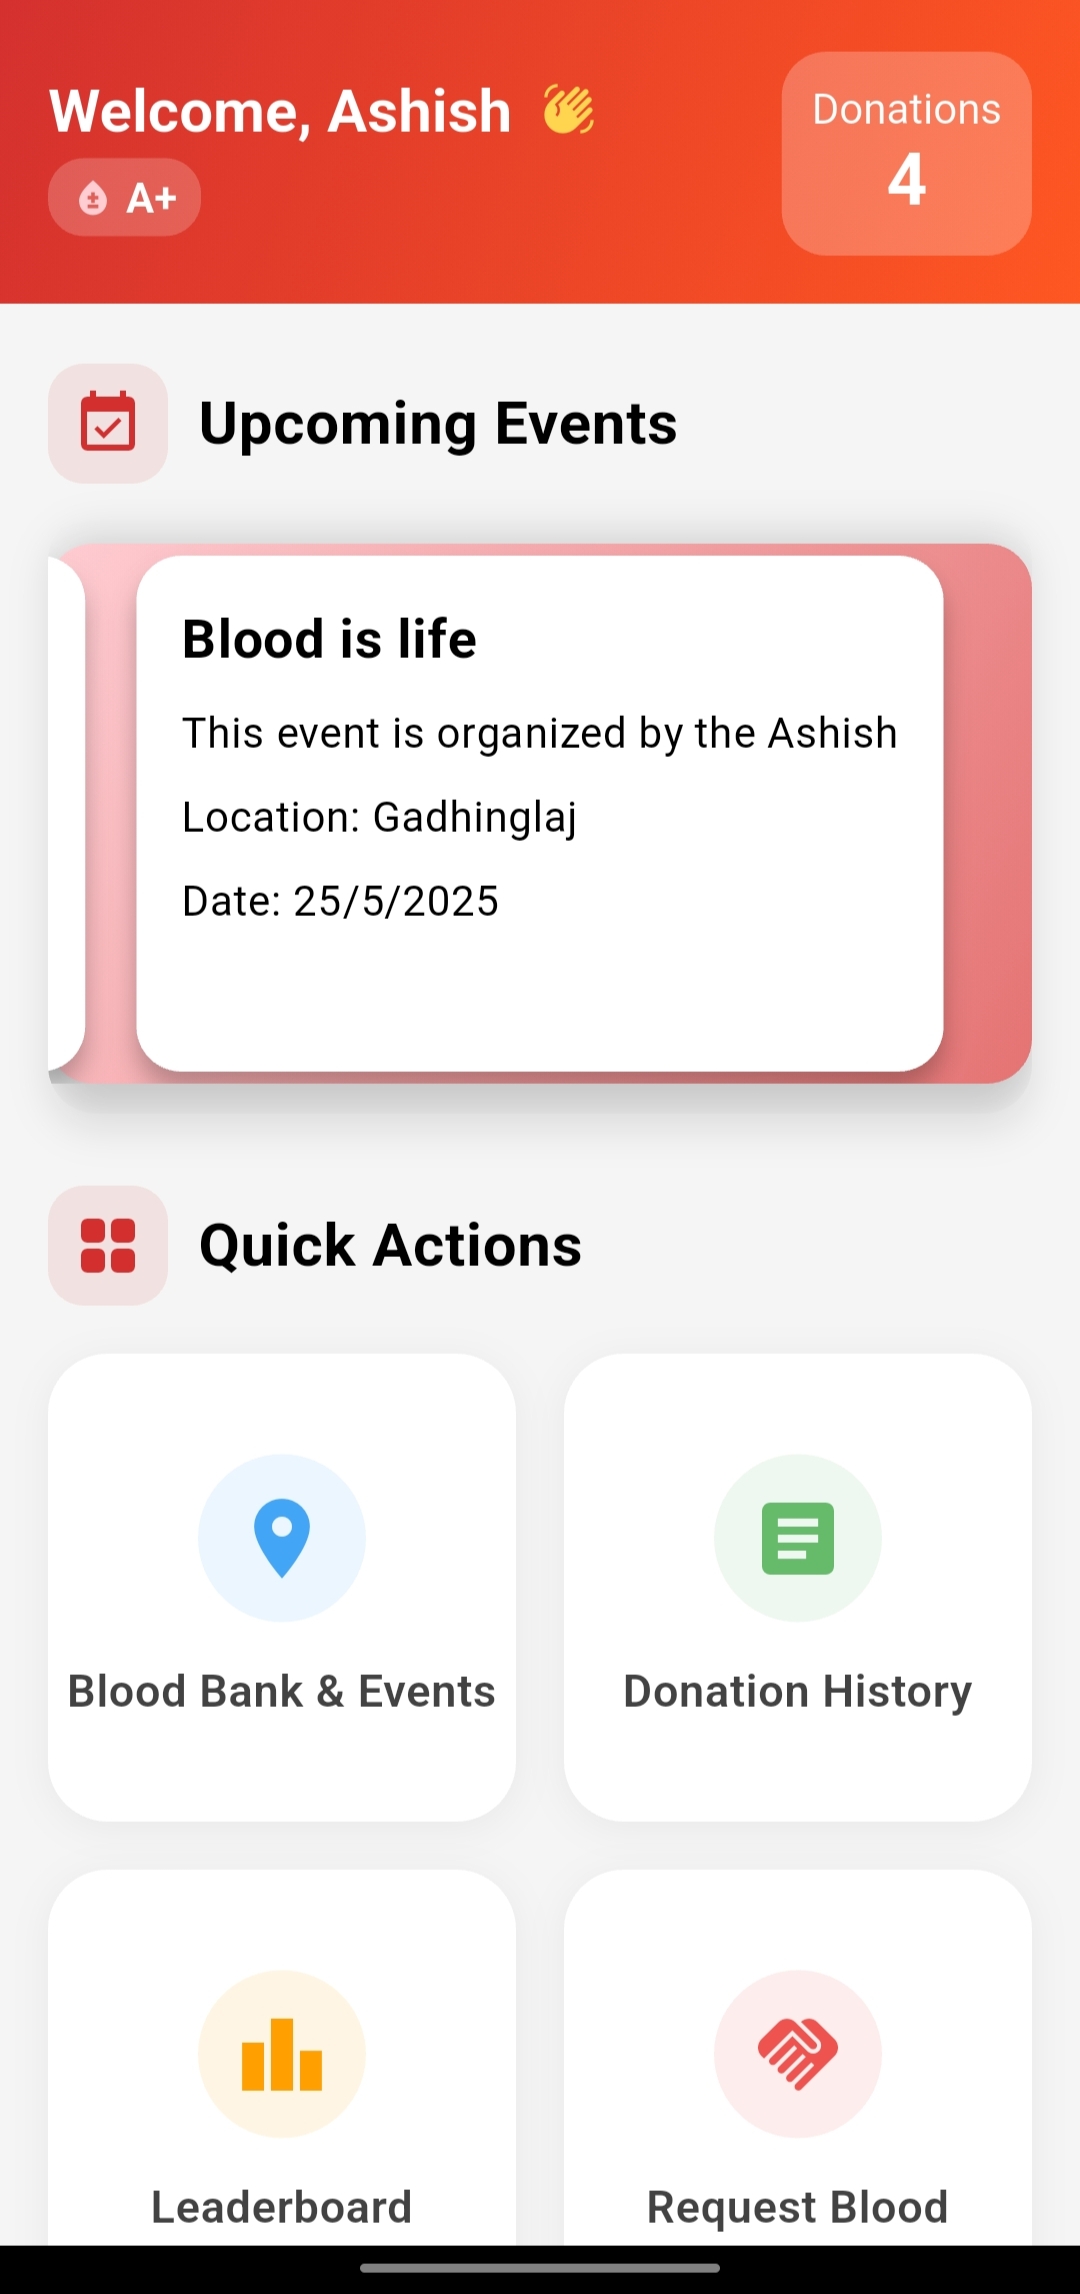 Welcome, Ashish 👋
A+
Donations
4
Upcoming Events
Blood is life
This event is organized by the Ashish
Location: Gadhinglaj
Date: 25/5/2025
Quick Actions
Blood Bank & Events
Donation History
Leaderboard
Request Blood